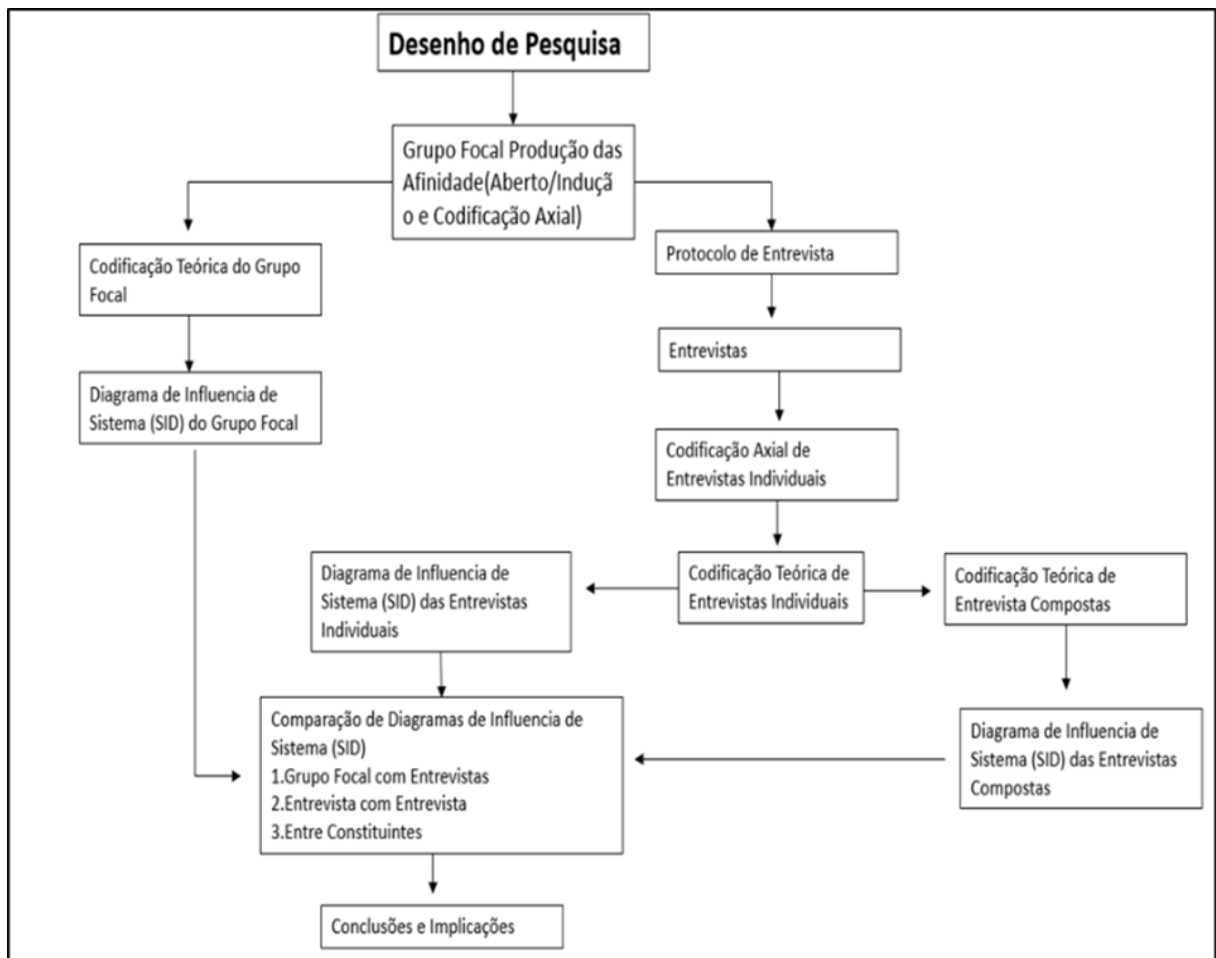 Desenho de Pesquisa
Grupo Focal Produção das
Afinidade(Aberto/Induçã
o e Codificação Axial)
Codificação Teórica do Grupo
Focal
Protocolo de Entrevista
Entrevistas
Diagrama de Influencia de
Sistema (SID) do Grupo Focal
Codificação Axial de
Entrevistas Individuais
Diagrama de Influencia de
Sistema (SID) das Entrevistas
Individuais
Codificação Teórica de
Entrevistas Individuais
Codificação Teórica de
Entrevista Compostas
Comparação de Diagramas de Influencia de
Sistema (SID)
1.Grupo Focal com Entrevistas
2.Entrevista com Entrevista
3.Entre Constituintes
Diagrama de Influencia de
Sistema (SID) das Entrevistas
Compostas
Conclusões e Implicações